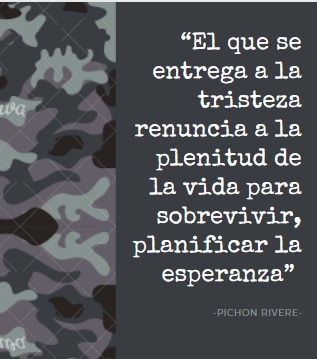 “El que se
entrega a la
tristeza
renuncia a la
plenitud de
la vida para
sobrevivir,
planificar la
esperanza”
-PICHON RIVERE-